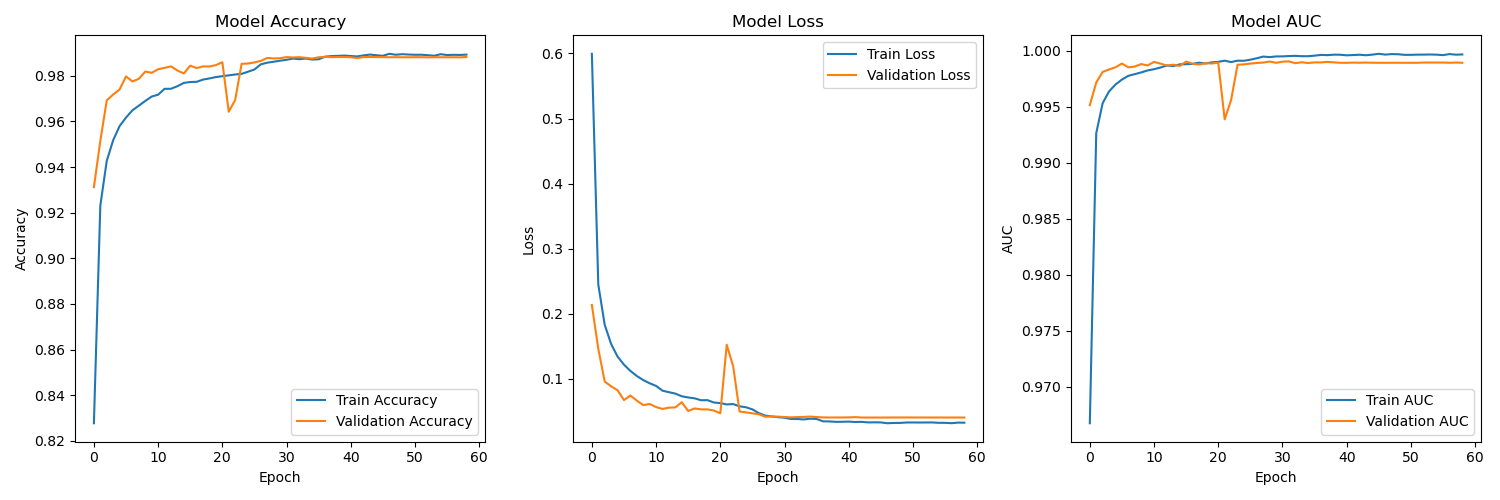 Model Accuracy
0.98
0.96
0.94
0.92
0.90
0.88
0.86
0.84
0.82
Accuracy
0
10
20
30
40
50
60
Epoch
Train Accuracy
Validation Accuracy
Model Loss
0.6
0.5
0.4
0.3
0.2
0.1
Loss
0
10
20
30
40
50
60
Epoch
Train Loss
Validation Loss
Model AUC
1.000
0.995
0.990
0.985
0.980
0.975
0.970
AUC
0
10
20
30
40
50
60
Epoch
Train AUC
Validation AUC